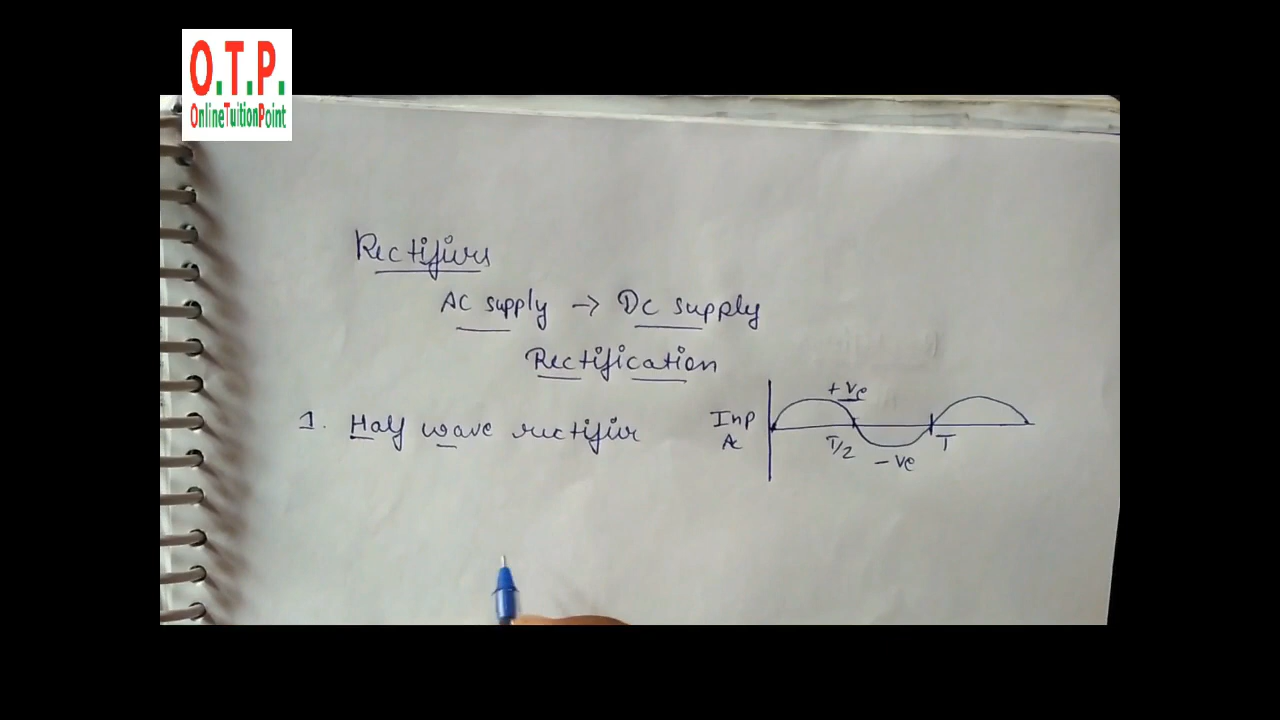 O.T.P.
OnlineTuitionPoint
Rectifiers
AC supply → DC supply
Rectification
1. Half wave rectifier
+ve
Inp
AC
T/2
T
-ve